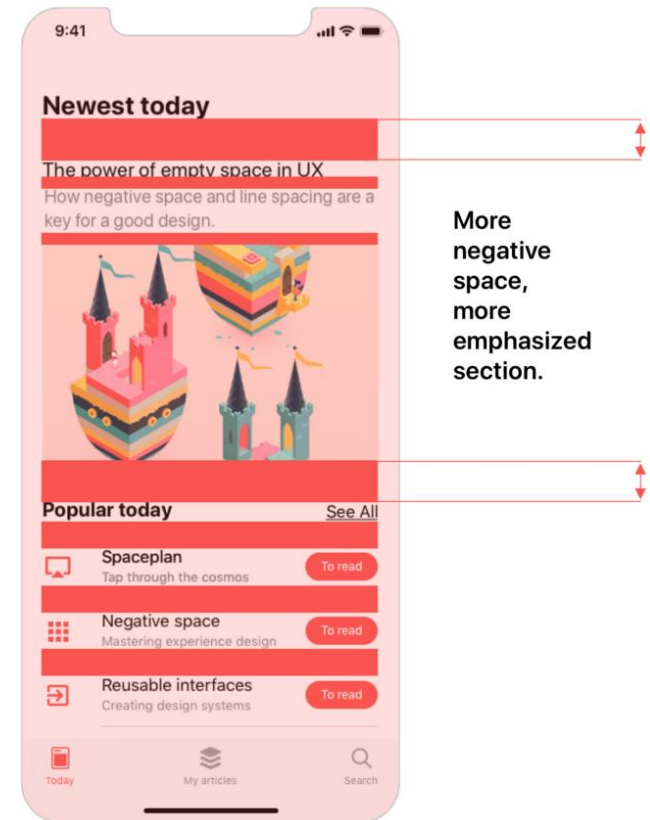 9:41
Newest today
The power of empty space in UX
How negative space and line spacing are a
key for a good design.
More
negative
space,
more
emphasized
section.
Popular today
See All
Spaceplan
Tap through the cosmos
To read
Negative space
Mastering experience design
To read
Reusable interfaces
Creating design systems
To read
Today
My articles
Search